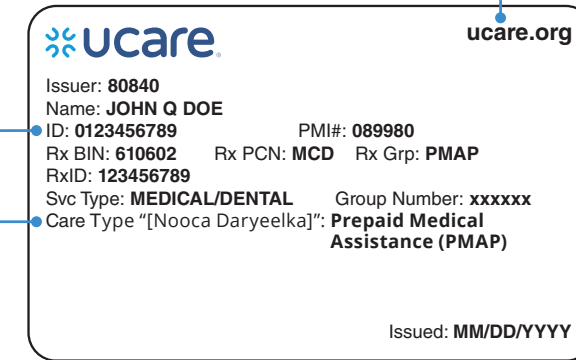 ucare
ucare.org
Issuer: 80840
Name: JOHN Q DOE
ID: 0123456789 PMI#: 089980
Rx BIN: 610602 Rx PCN: MCD Rx Grp: PMAP
RxID: 123456789
Svc Type: MEDICAL/DENTAL Group Number: xxxxxx
Care Type “[Nooca Daryeelka]”: Prepaid Medical
Assistance (PMAP)
Issued: MM/DD/YYYY